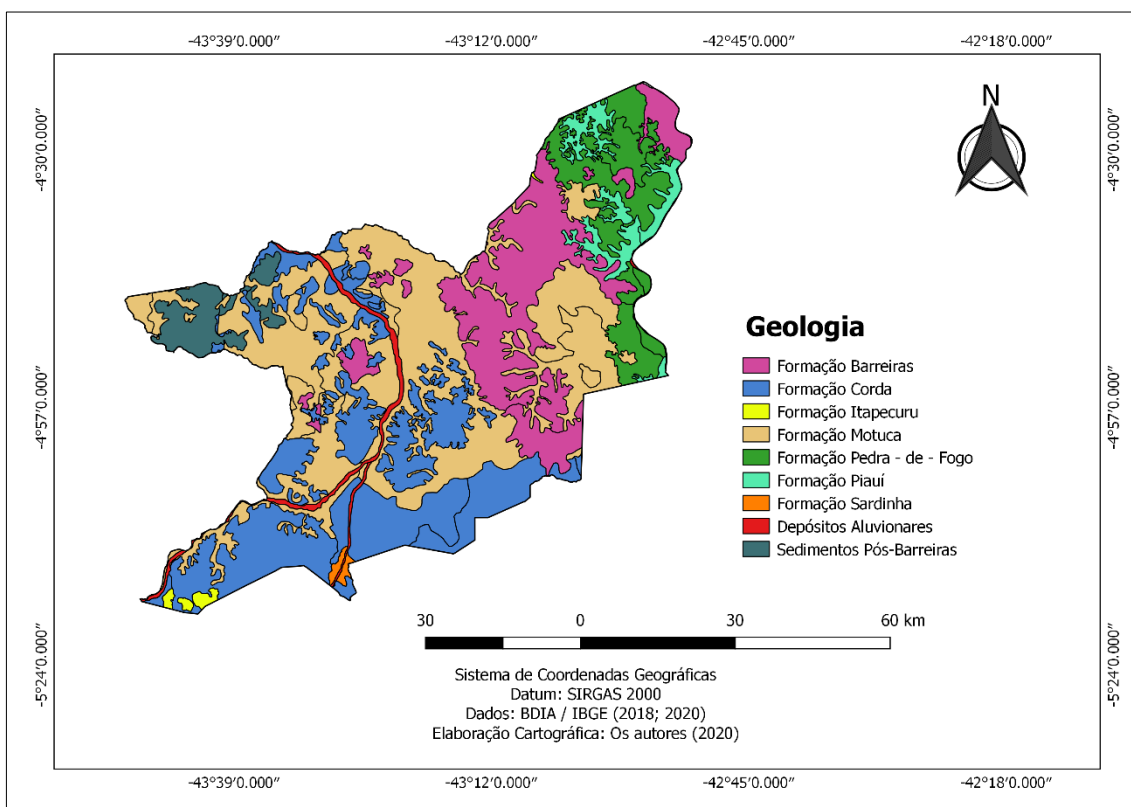 -43°39'0.000″ -43°12'0.000″ -42°45'0.000″ -42°18'0.000″
N
-4°30'0.000″ -4°30'0.000″
-4°57'0.000″ -4°57'0.000″
-5°24'0.000″ -5°24'0.000″
Geologia
Formação Barreiras
Formação Corda
Formação Itapecuru
Formação Motuca
Formação Pedra - de - Fogo
Formação Piauí
Formação Sardinha
Depósitos Aluvionares
Sedimentos Pós-Barreiras
30 0 30 60 km
Sistema de Coordenadas Geográficas
Datum: SIRGAS 2000
Dados: BDIA / IBGE (2018; 2020)
Elaboração Cartográfica: Os autores (2020)
-43°39'0.000″ -43°12'0.000″ -42°45'0.000″ -42°18'0.000″